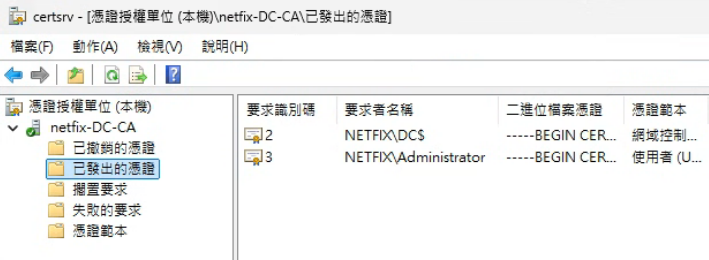 certsrv - [憑證授權單位 (本機)\netfix-DC-CA\已發出的憑證]
檔案(F) 動作(A) 檢視(V) 說明(H)
憑證授權單位 (本機)
netfix-DC-CA
已撤銷的憑證
已發出的憑證
擱置要求
失敗的要求
憑證範本
要求識別碼 要求者名稱 二進位檔案憑證 憑證範本
2 NETFIX\DC$ -----BEGIN CER... 網域控制...
3 NETFIX\Administrator -----BEGIN CER... 使用者 (U...